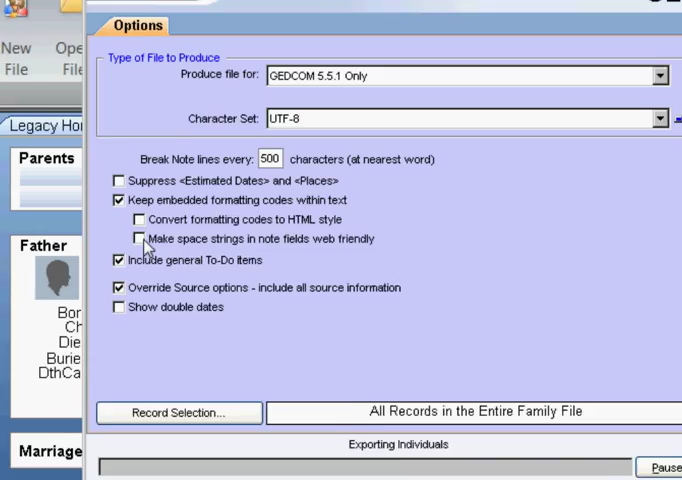 New Ope
File File
Options
Type of File to Produce
Produce file for: GEDCOM 5.5.1 Only
Character Set: UTF-8
Legacy Ho
Parents
Break Note lines every: 500 characters (at nearest word)
Suppress <Estimated Dates> and <Places>
Keep embedded formatting codes within text
Convert formatting codes to HTML style
Make space strings in note fields web friendly
Father
Include general To-Do items
Override Source options - include all source information
Show double dates
Bor
Ch
Die
Burie
DthCa
Record Selection... All Records in the Entire Family File
Exporting Individuals
Marriage
Pause